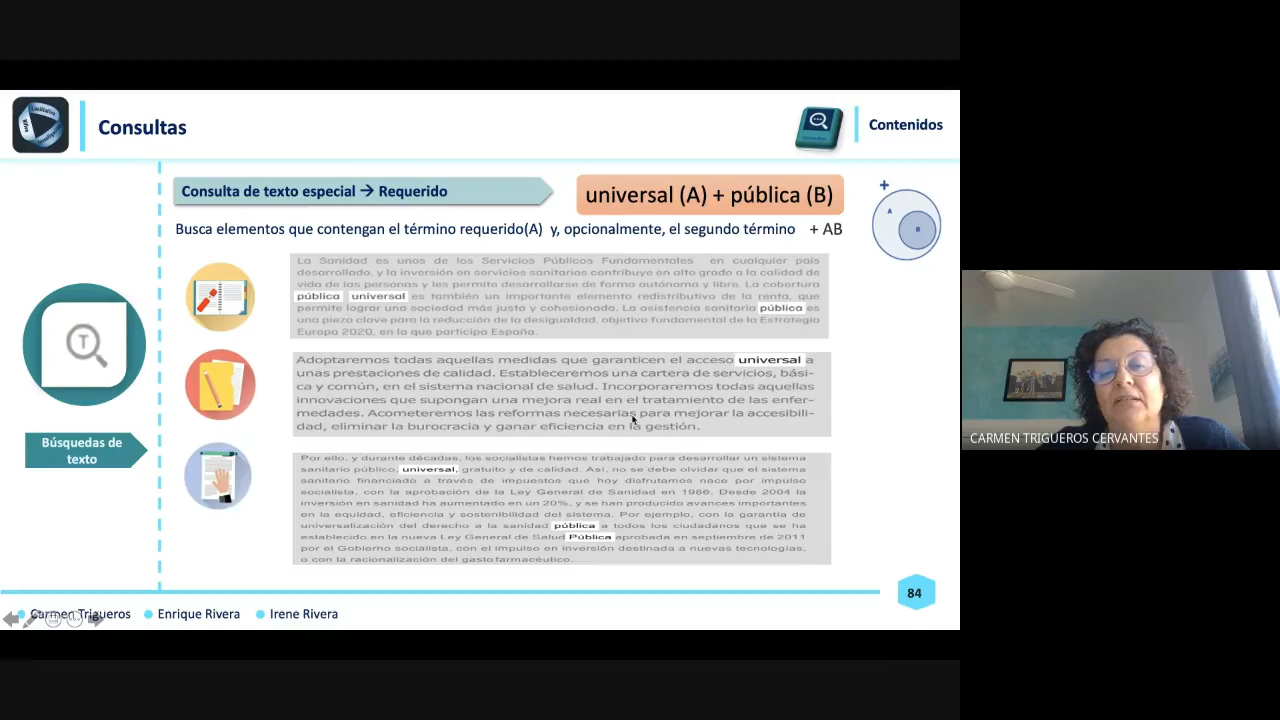 Consultas
Contenidos
Consulta de texto especial → Requerido
universal (A) + pública (B)
+
A
B
Busca elementos que contengan el término requerido(A) y, opcionalmente, el segundo término + AB
La Sanidad es unos de los Servicios Públicos Fundamentales en cualquier país
desarrollado, y la inversión en servicios sanitarios contribuye en alto grado a la calidad de
vida de las personas y les permita desarrollarse de forma autónoma y libre. La cobertura
pública universal es también un importante elemento redistributivo de la renta, que
permite lograr una sociedad más justo y cohesionada. La asistencia sanitaria pública es
una pieza clave para la reducción de la desigualdad, objetivo fundamental de la Estrategia
Europa 2020, en la que participa España.
Adoptaremos todas aquellas medidas que garanticen el acceso universal a
unas prestaciones de calidad. Estableceremos una cartera de servicios, bási-
ca y común, en el sistema nacional de salud. Incorporaremos todas aquellas
innovaciones que supongan una mejora real en el tratamiento de las enfer-
medades. Acometeremos las reformas necesarias para mejorar la accesibili-
dad, eliminar la burocracia y ganar eficiencia en la gestión.
Por ello, y durante décadas, los socialistas hemos trabajado para desarrollar un sistema
sanitario público, universal, gratuito y de calidad. Así, no se debe olvidar que el sistema
sanitario financiado a través de impuestos que hoy disfrutamos nace por impulso
socialista, con la aprobación de la Ley General de Sanidad en 1986. Desde 2004 la
inversión en sanidad ha aumentado en un 20%, y se han producido avances importantes
en la equidad, eficiencia y sostenibilidad del sistema. Por ejemplo, con la garantía de
universalización del derecho a la sanidad pública a todos los ciudadanos que se ha
establecido en la nueva Ley General de Salud Pública aprobada en septiembre de 2011
por el Gobierno socialista, con el impulso en inversión destinada a nuevas tecnologías,
o con la racionalización del gasto farmacéutico.
T
Búsquedas de
texto
CARMEN TRIGUEROS CERVANTES
84
Carmen Trigueros
Enrique Rivera
Irene Rivera